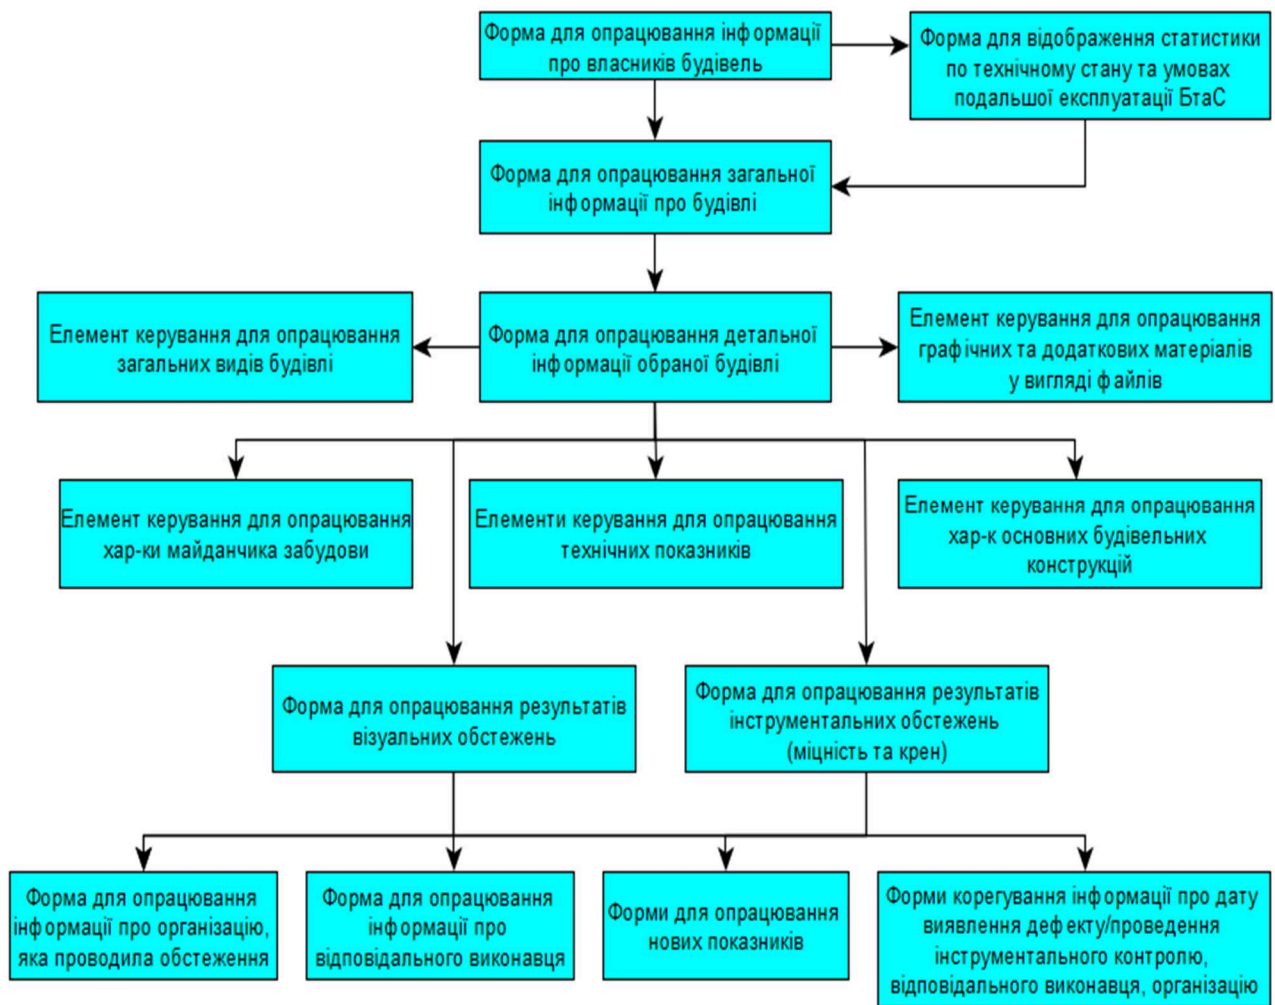 Форма для опрацювання інформації
про власників будівель
Форма для відображення статистики
по технічному стану та умовах
подальшої експлуатації БтаС
Форма для опрацювання загальної
інформації про будівлі
Елемент керування для опрацювання
загальних видів будівлі
Форма для опрацювання детальної
інформації обраної будівлі
Елемент керування для опрацювання
графічних та додаткових матеріалів
у вигляді файлів
Елемент керування для опрацювання
хар-ки майданчика забудови
Елементи керування для опрацювання
технічних показників
Елемент керування для опрацювання
хар-к основних будівельних
конструкцій
Форма для опрацювання результатів
візуальних обстежень
Форма для опрацювання результатів
інструментальних обстежень
(міцність та крен)
Форма для опрацювання
інформації про організацію,
яка проводила обстеження
Форма для опрацювання
інформації про
відповідального виконавця
Форми для опрацювання
нових показників
Форми корегування інформації про дату
виявлення дефекту/проведення
інструментального контролю,
відповідального виконавця, організацію